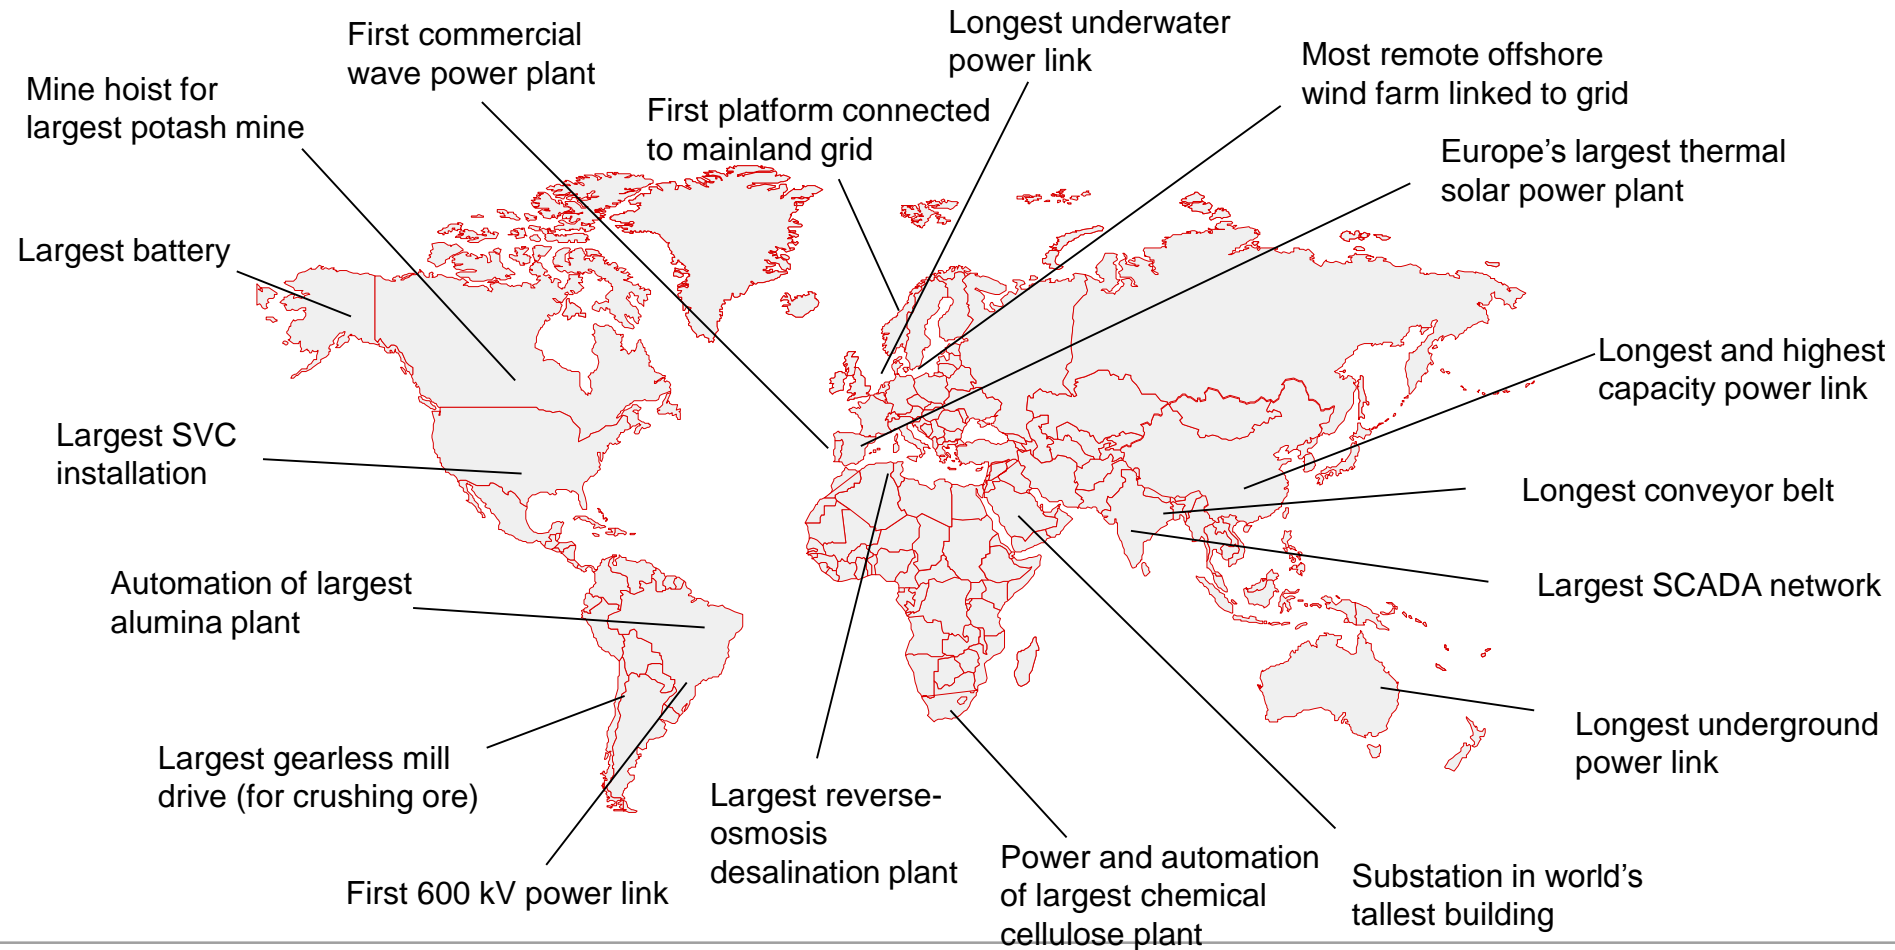 First commercial
wave power plant
Longest underwater
power link
Most remote offshore
wind farm linked to grid
Mine hoist for
largest potash mine
First platform connected
to mainland grid
Europe’s largest thermal
solar power plant
Largest battery
Longest and highest
capacity power link
Largest SVC
installation
Longest conveyor belt
Automation of largest
alumina plant
Largest SCADA network
Longest underground
power link
Largest gearless mill
drive (for crushing ore)
Largest reverse-
osmosis
desalination plant
Power and automation
of largest chemical
cellulose plant
Substation in world’s
tallest building
First 600 kV power link